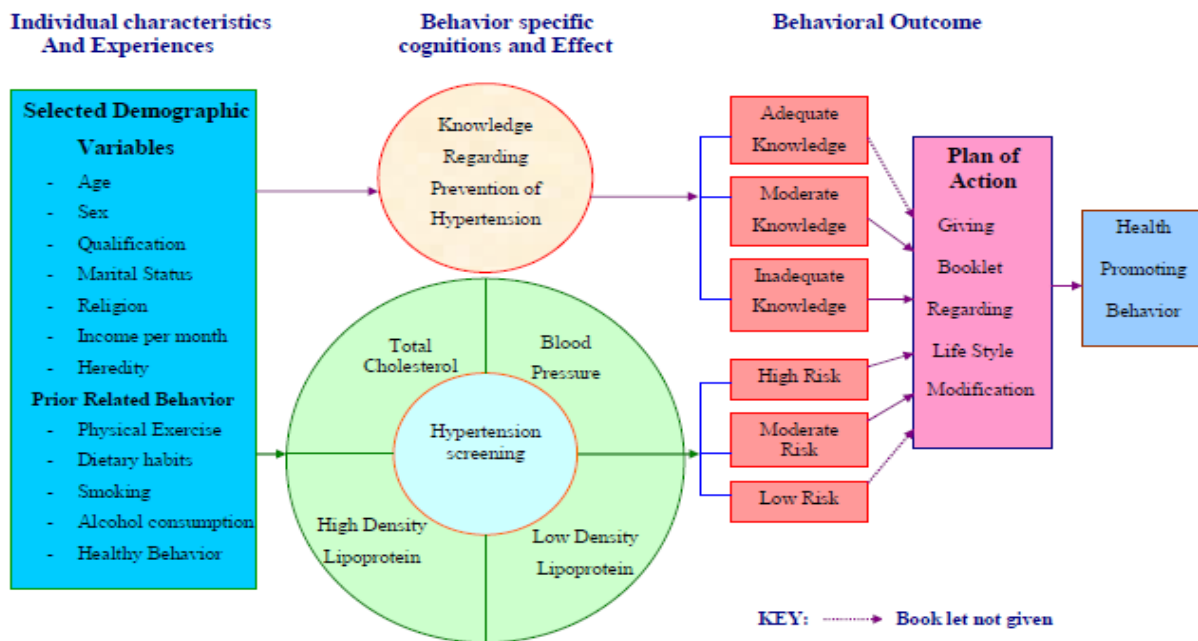 Individual characteristics
And Experiences
Behavior specific
cognitions and Effect
Behavioral Outcome
Selected Demographic
Variables
- Age
- Sex
- Qualification
- Marital Status
- Religion
- Income per month
- Heredity
Prior Related Behavior
- Physical Exercise
- Dietary habits
- Smoking
- Alcohol consumption
- Healthy Behavior
Knowledge
Regarding
Prevention of
Hypertension
Total
Cholesterol
Blood
Pressure
Hypertension
screening
High Density
Lipoprotein
Low Density
Lipoprotein
Adequate
Knowledge
Moderate
Knowledge
Inadequate
Knowledge
High Risk
Moderate
Risk
Low Risk
Plan of
Action
Giving
Booklet
Regarding
Life Style
Modification
Health
Promoting
Behavior
KEY: Book let not given